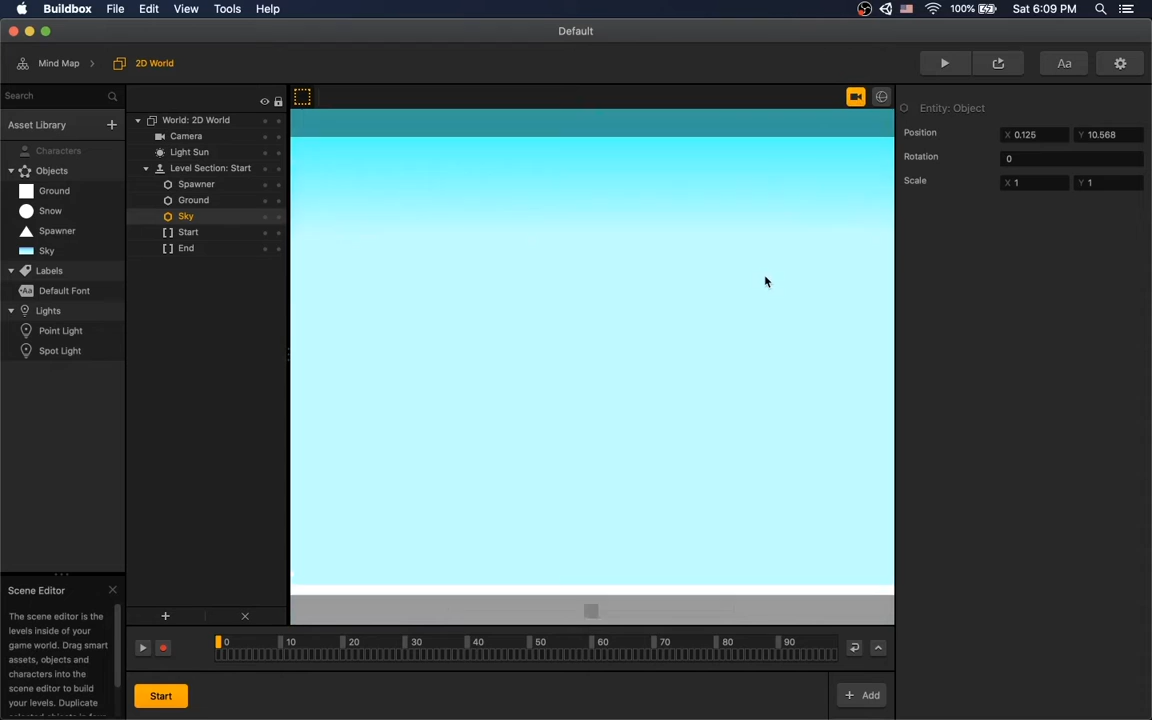 Buildbox File Edit View Tools Help 100% Sat 6:09 PM
Default
Mind Map 2D World Aa
Search
Asset Library
Characters
Objects
Ground
Snow
Spawner
Sky
Labels
Aa Default Font
Lights
Point Light
Spot Light
World: 2D World
Camera
Light Sun
Level Section: Start
Spawner
Ground
Sky
Start
End
Entity: Object
Position X 0.125 Y 10.568
Rotation 0
Scale X 1 Y 1
Scene Editor
The scene editor is the
levels inside of your
game world. Drag smart
assets, objects and
characters into the
scene editor to build
your levels. Duplicate
0 10 20 30 40 50 60 70 80 90
Start
Add